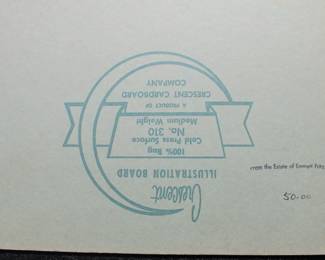 Crescent
ILLUSTRATION BOARD
100% Rag
Cold Press Surface
No. 310
Medium Weight
A PRODUCT OF
CRESCENT CARDBOARD
COMPANY
From the Estate of Emmett
50.00